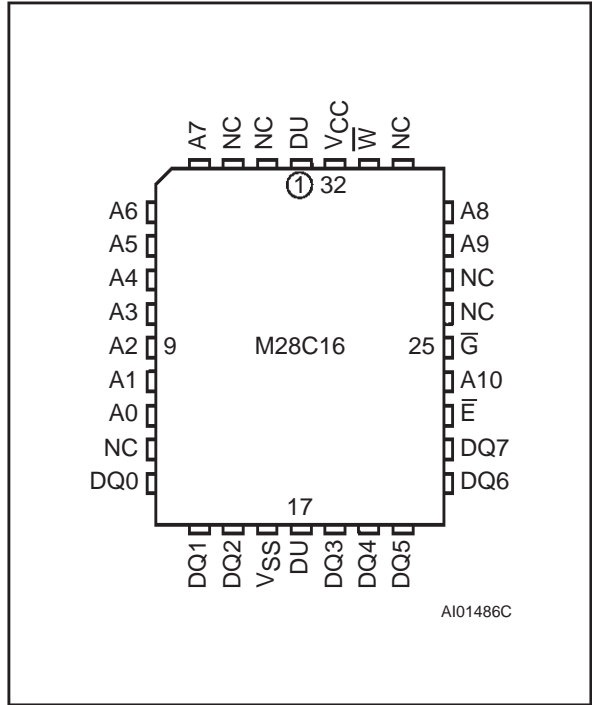 A7 NC NC DU VCC W̅ NC
1 32
A6 A8
A5 A9
A4 NC
A3 NC
A2 9 M28C16 25 G̅
A1 A10
A0 E̅
NC DQ7
DQ0 DQ6
17
DQ1 DQ2 VSS DU DQ3 DQ4 DQ5
AI01486C